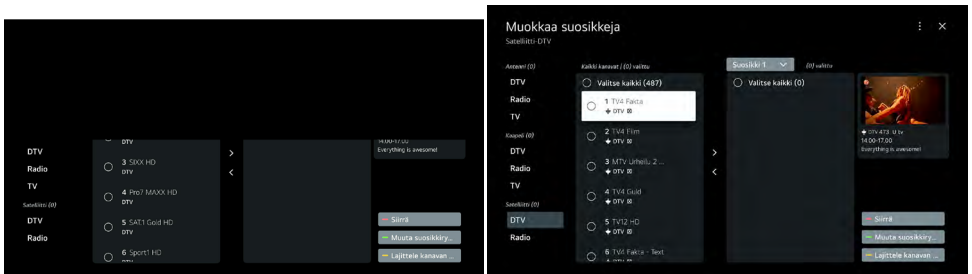 DTV
Radio
TV
Satelliitti (0)
DTV
Radio
DTV
3 SIXX HD
DTV
4 Pro7 MAXX HD
DTV
5 SAT.1 Gold HD
DTV
6 Sport1 HD
DTV
>
<
14:00-17:00
Everything is awesome!
Siirrä
Muuta suosikkiry...
Lajittele kanavan ...
Muokkaa suosikkeja
Satelliitti-DTV
Antenni (0)
DTV
Radio
TV
Kaapeli (0)
DTV
Radio
TV
Satelliitti (0)
DTV
Radio
Kaikki kanavat | (0) valittu
Valitse kaikki (487)
1 TV4 Fakta
DTV
2 TV4 Film
DTV
3 MTV Urheilu 2 ...
DTV
4 TV4 Guld
DTV
5 TV12 HD
DTV
6 TV4 Fakta - Text
DTV
>
<
Suosikki 1
(0) valittu
Valitse kaikki (0)
DTV 473 U tv
14:00-17:00
Everything is awesome!
Siirrä
Muuta suosikkiry...
Lajittele kanavan ...